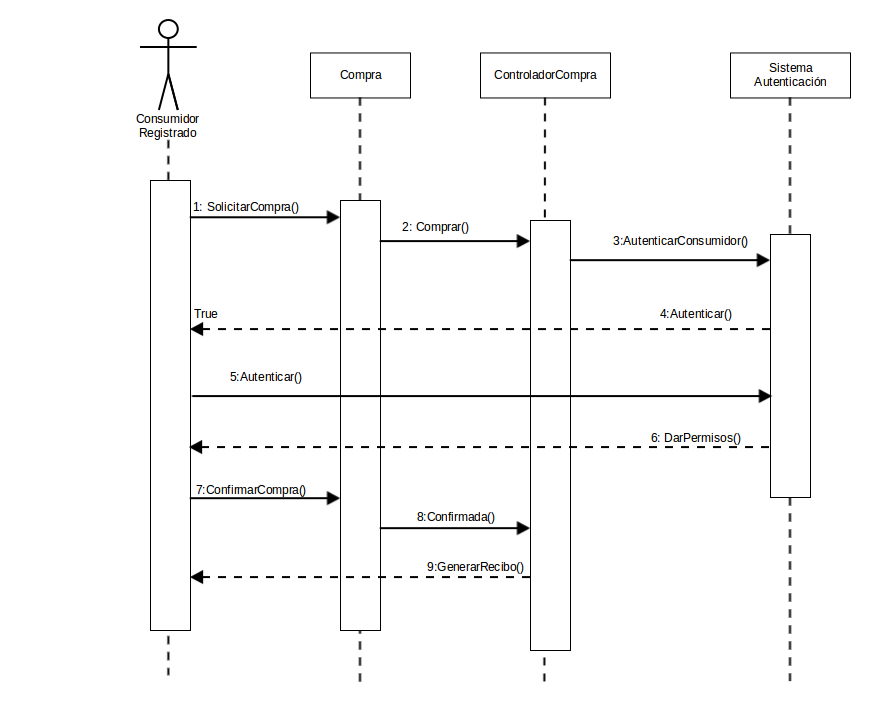 Consumidor
Registrado
Compra
ControladorCompra
Sistema
Autenticación
1: SolicitarCompra()
2: Comprar()
3:AutenticarConsumidor()
True
4:Autenticar()
5:Autenticar()
6: DarPermisos()
7:ConfirmarCompra()
8:Confirmada()
9:GenerarRecibo()